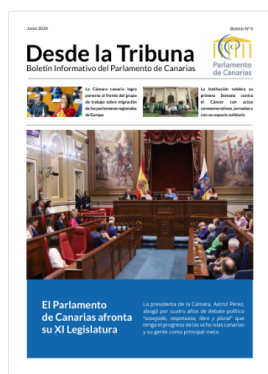 Junio 2024
Boletín Nº0
Desde la Tribuna
Boletín Informativo del Parlamento de Canarias
Parlamento
de Canarias
La Cámara canaria logra
ponerse al frente del grupo
de trabajo sobre migración
de los parlamentos regionales
de Europa
La Institución celebra su
primera Semana contra
el Cáncer con actos
conmemorativos, jornadas y
con un espacio solidario
El Parlamento
de Canarias afronta
su XI Legislatura
La presidenta de la Cámara, Astrid Pérez,
abogó por cuatro años de debate político
"sosegado, respetuoso, libre y plural" que
tenga el progreso de las ocho islas canarias
y su gente como principal meta